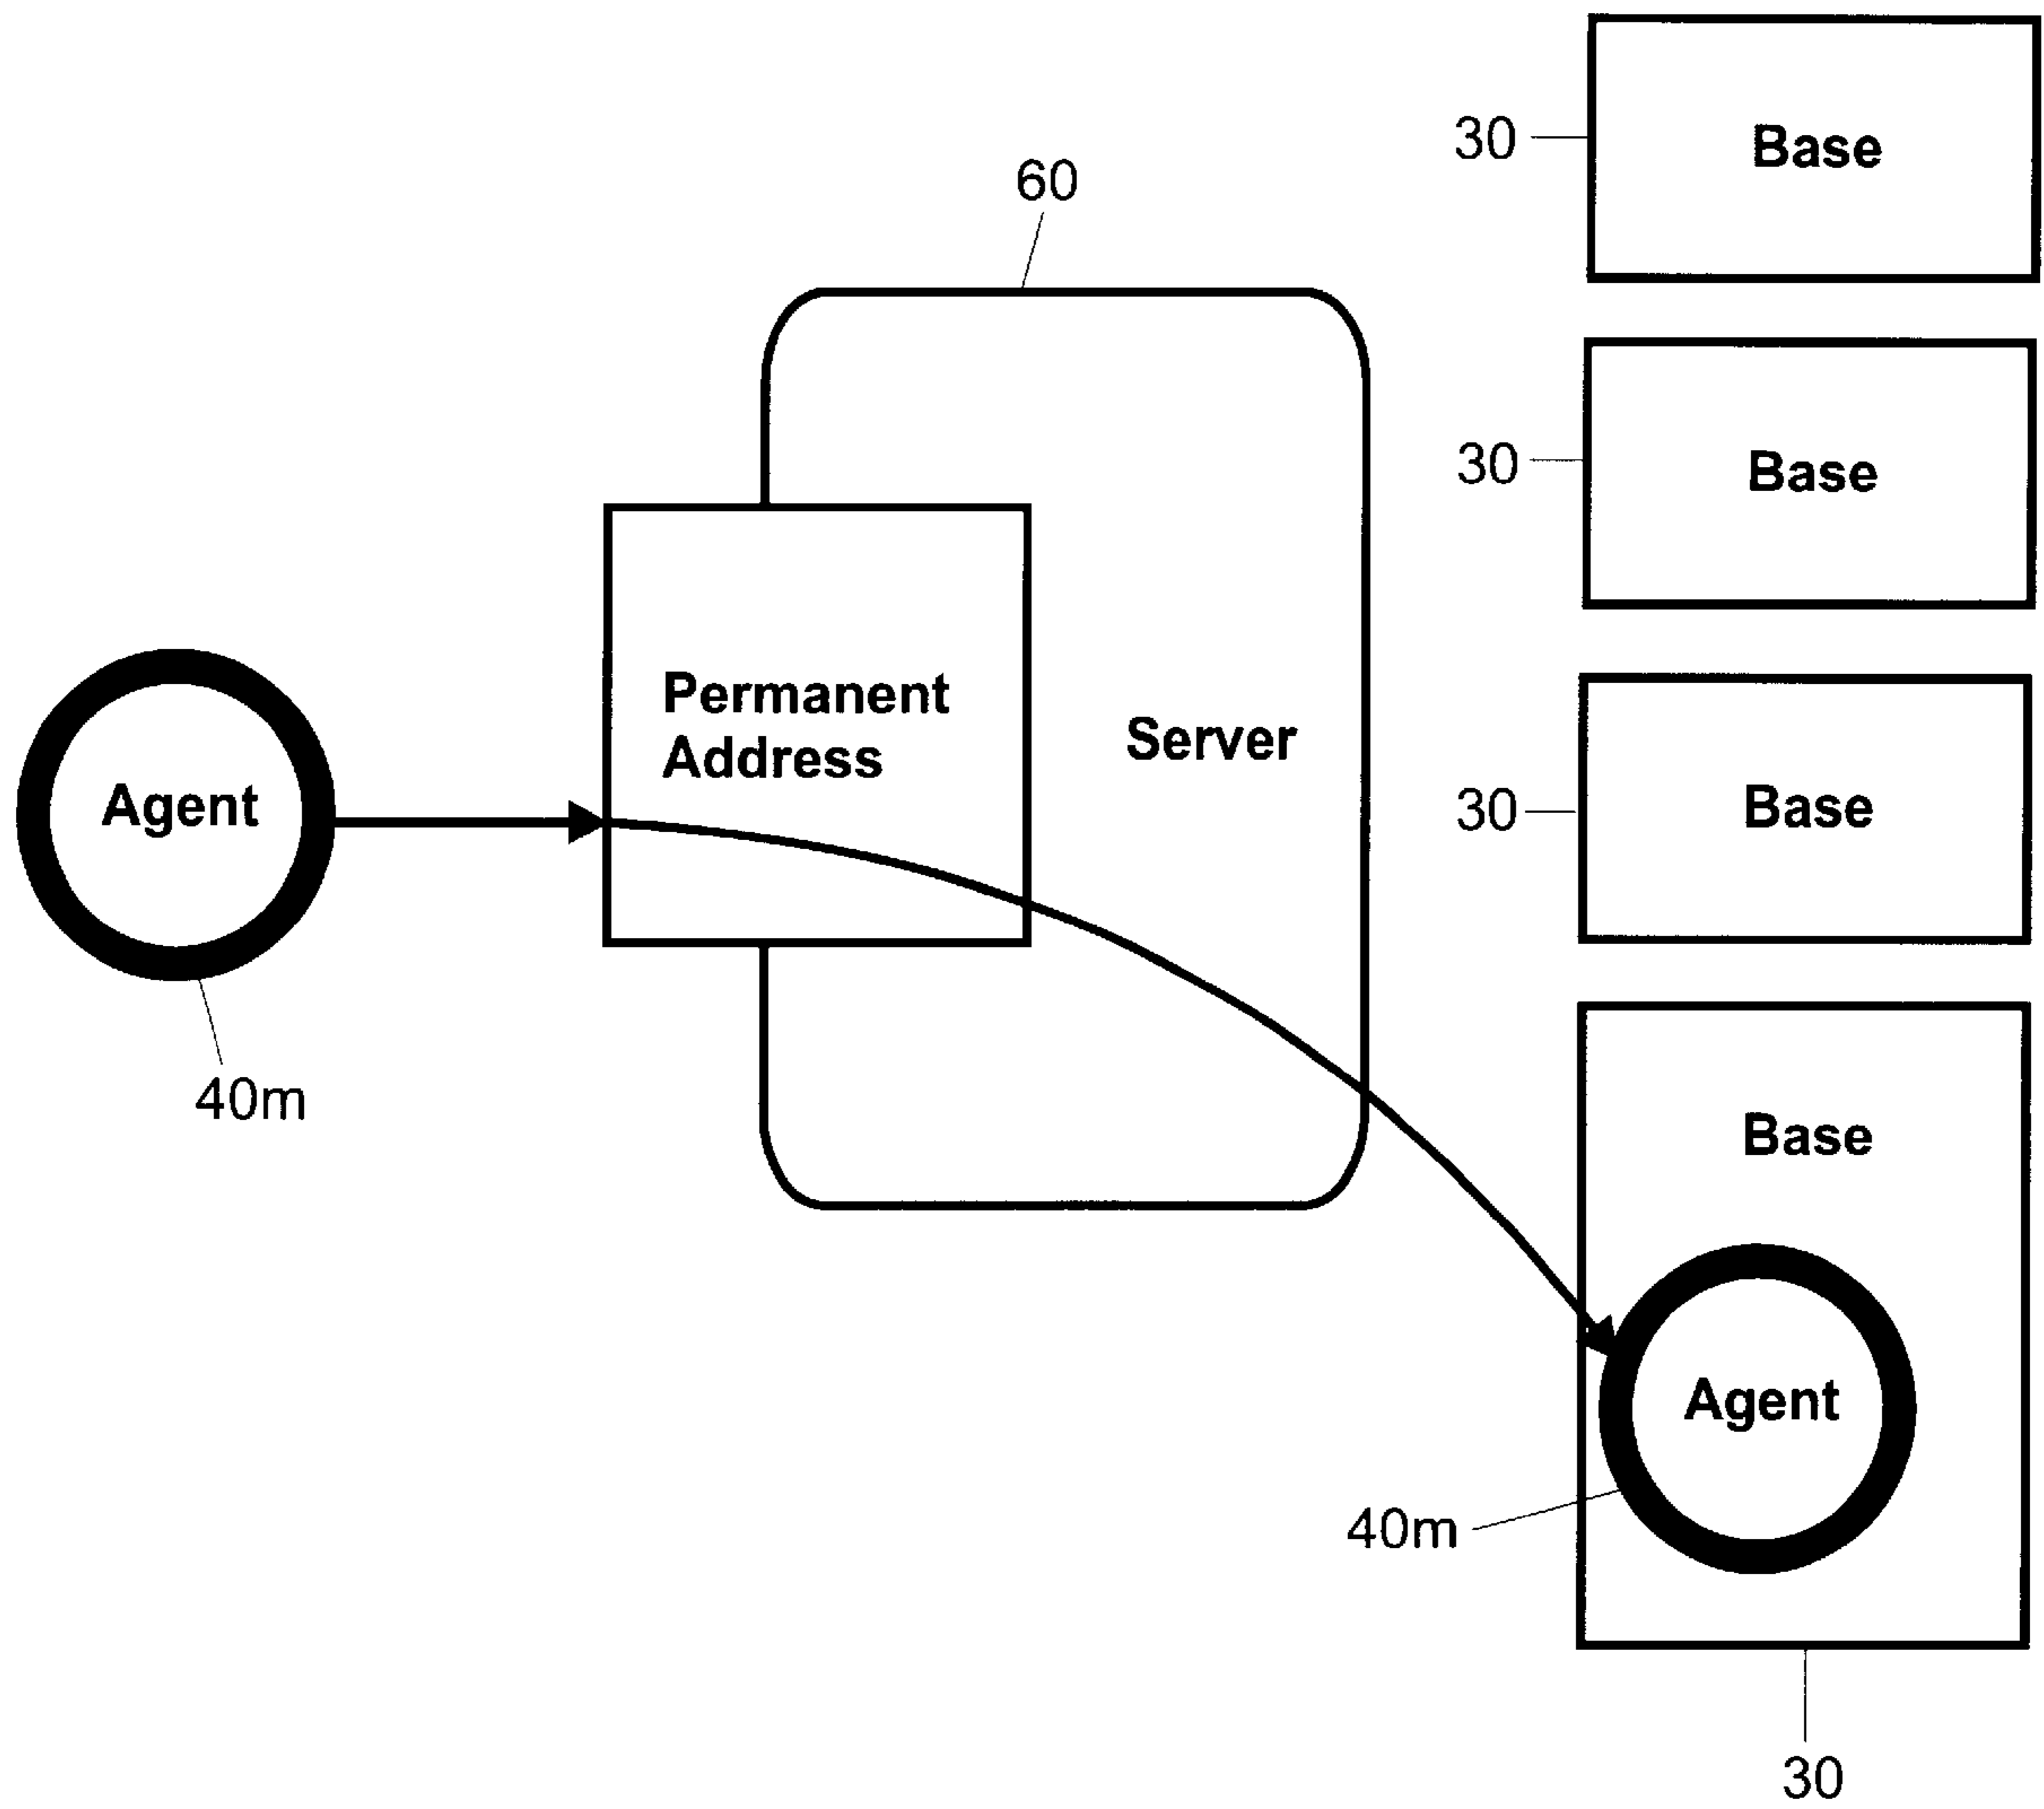 30
Base
60
30
Base
Permanent
Address
Server
Agent
30
Base
40m
Base
Agent
40m
30